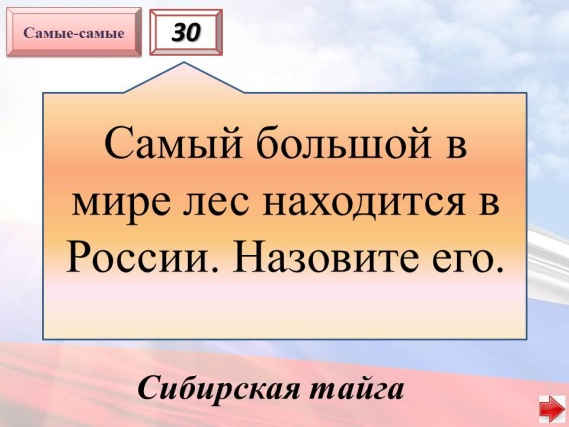 Самые-самые
30
Самый большой в
мире лес находится в
России. Назовите его.
Сибирская тайга